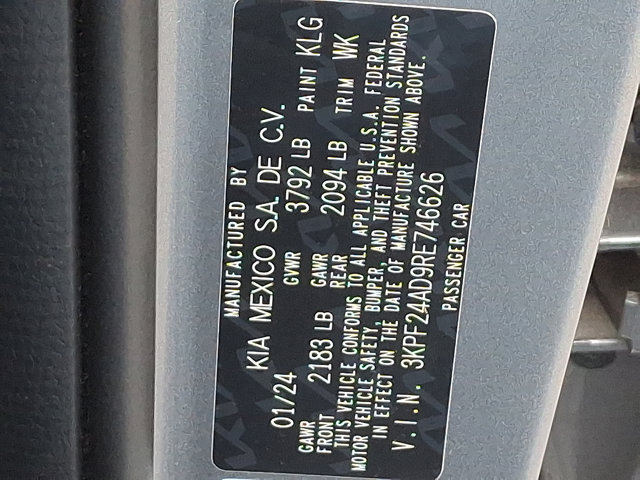 MANUFACTURED BY
KIA MEXICO S.A. DE C.V.
01/24 GVWR 3792 LB PAINT KLG
GAWR FRONT 2183 LB GAWR REAR 2094 LB TRIM WK
THIS VEHICLE CONFORMS TO ALL APPLICABLE U.S.A. FEDERAL
MOTOR VEHICLE SAFETY, BUMPER, AND THEFT PREVENTION STANDARDS
IN EFFECT ON THE DATE OF MANUFACTURE SHOWN ABOVE.
V.I.N. 3KPF24AD9RE746626
PASSENGER CAR